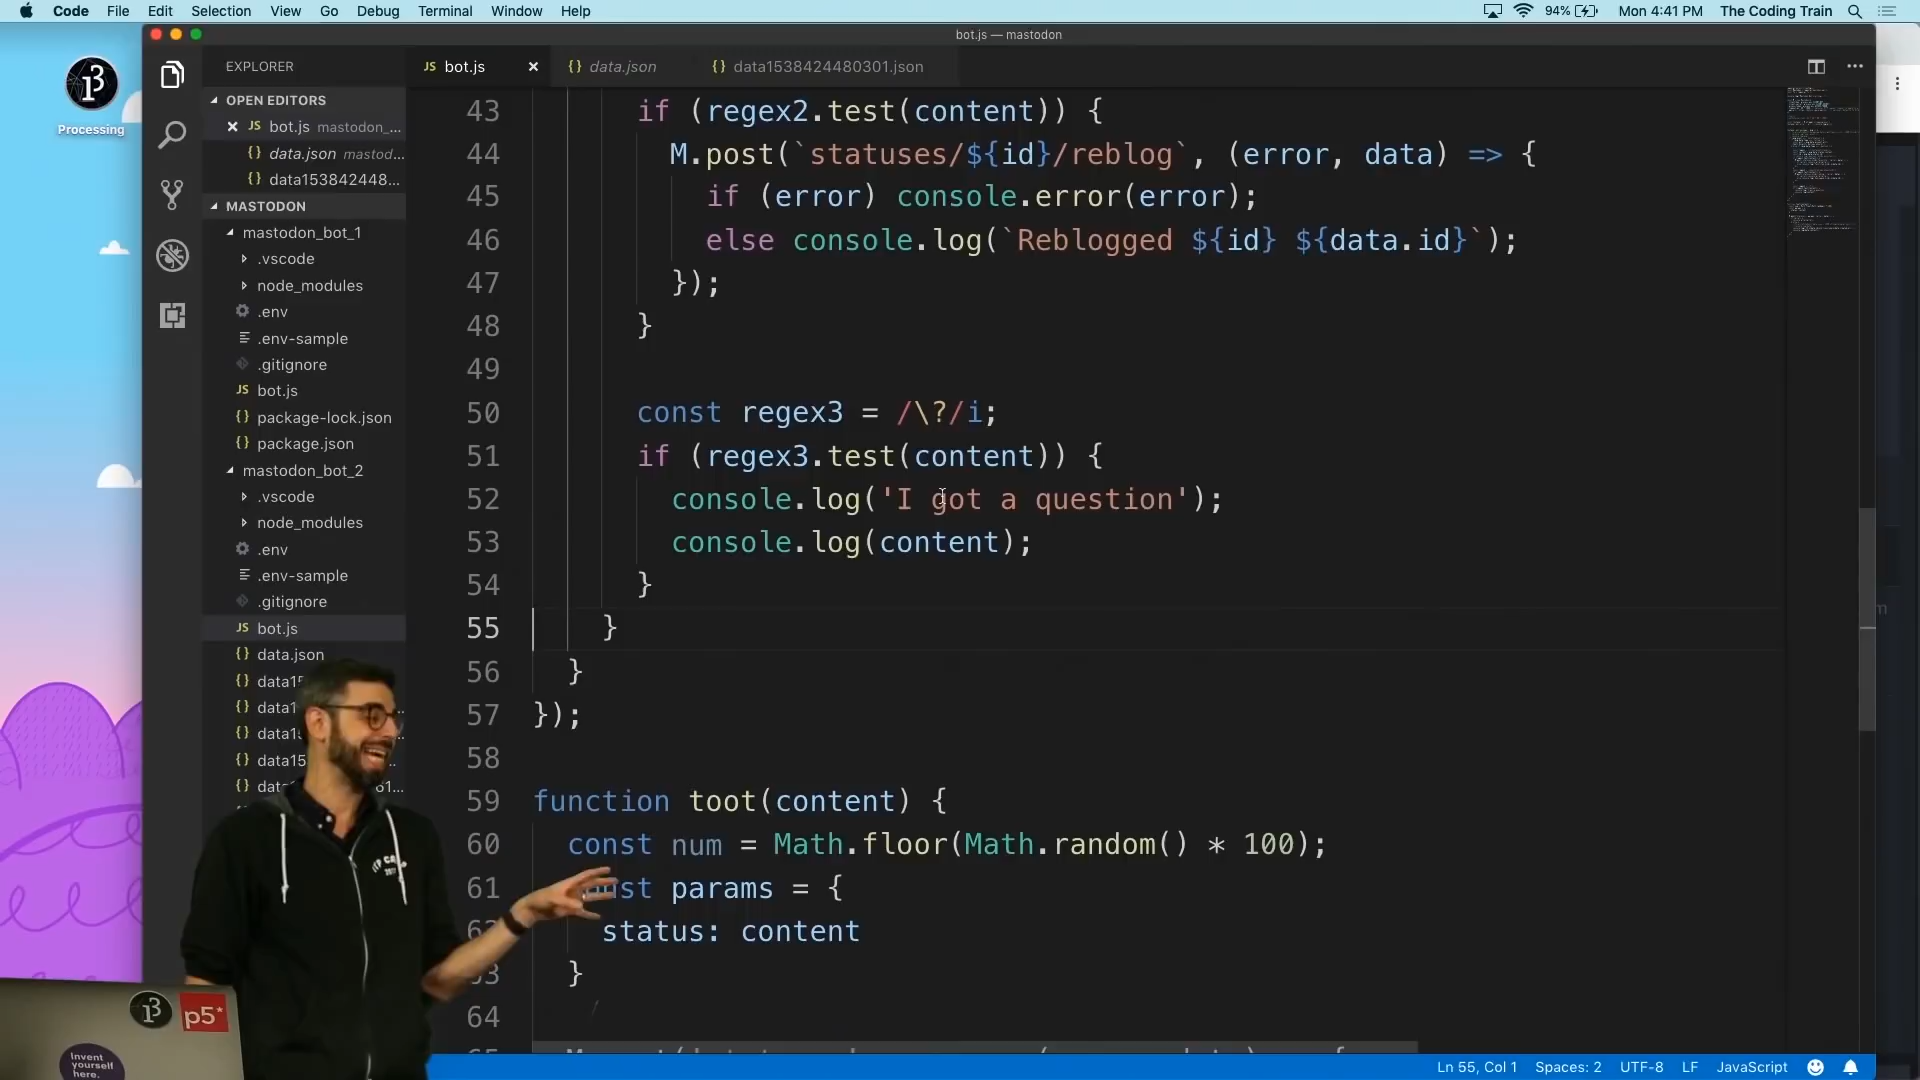 Code File Edit Selection View Go Debug Terminal Window Help 94% Mon 4:41 PM The Coding Train
bot.js — mastodon
Processing
EXPLORER
OPEN EDITORS
JS bot.js mastodon_...
{} data.json mastod...
{} data153842448...
MASTODON
mastodon_bot_1
.vscode
node_modules
.env
.env-sample
.gitignore
JS bot.js
{} package-lock.json
{} package.json
mastodon_bot_2
.vscode
node_modules
.env
.env-sample
.gitignore
JS bot.js
{} data.json
JS bot.js × {} data.json {} data1538424480301.json
43 if (regex2.test(content)) {
44 M.post(`statuses/${id}/reblog`, (error, data) => {
45 if (error) console.error(error);
46 else console.log(`Reblogged ${id} ${data.id}`);
47 });
48 }
49
50 const regex3 = /\?/i;
51 if (regex3.test(content)) {
52 console.log('I got a question');
53 console.log(content);
54 }
55 }
56 }
57 });
58
59 function toot(content) {
60 const num = Math.floor(Math.random() * 100);
61 const params = {
status: content
}
64
p5*
Invent
yourself
here.
Ln 55, Col 1 Spaces: 2 UTF-8 LF JavaScript